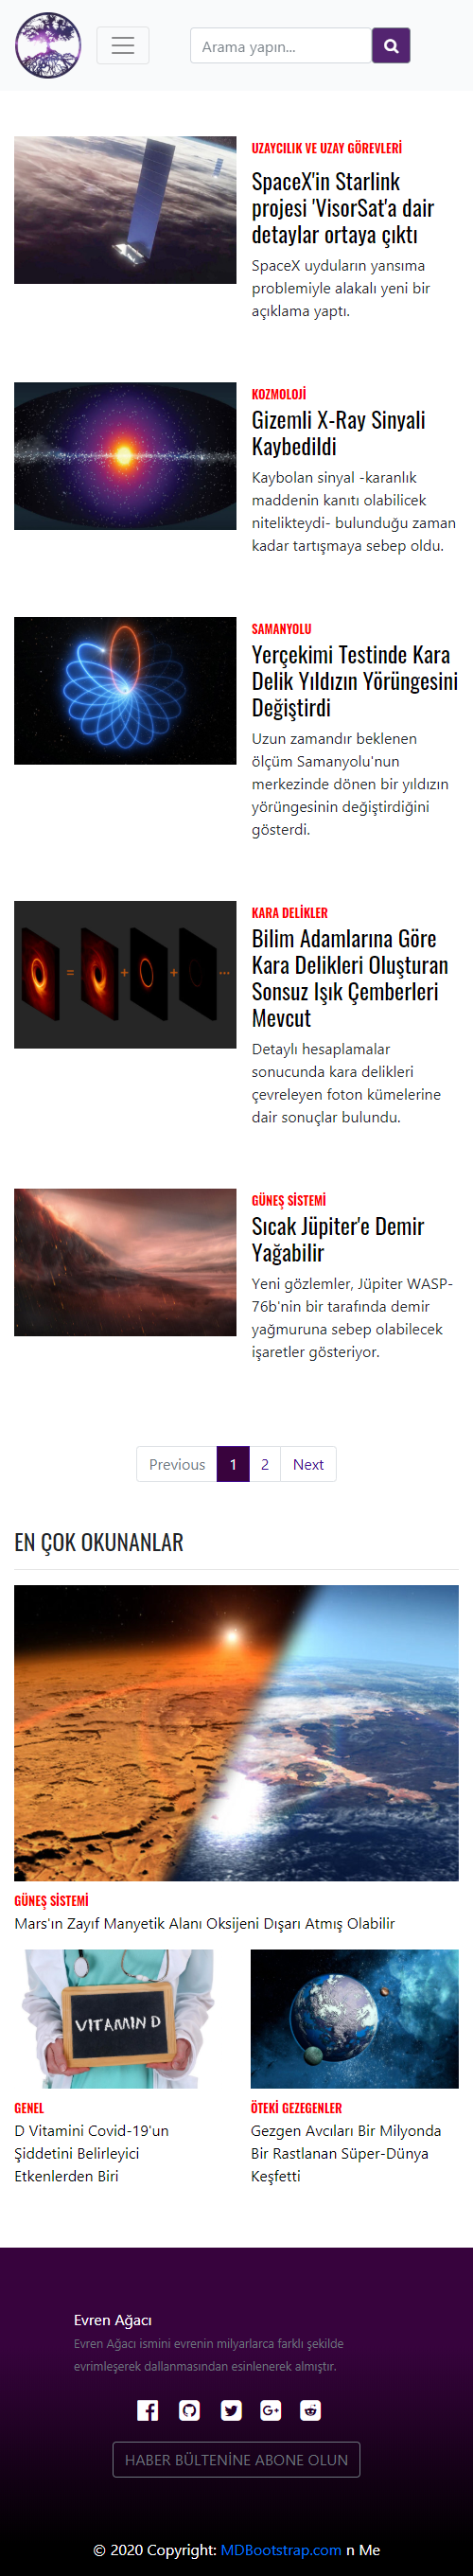 Arama yapın...
UZAYCILIK VE UZAY GÖREVLERİ
SpaceX'in Starlink
projesi 'VisorSat'a dair
detaylar ortaya çıktı
SpaceX uyduların yansıma
problemiyle alakalı yeni bir
açıklama yaptı.
KOZMOLOJİ
Gizemli X-Ray Sinyali
Kaybedildi
Kaybolan sinyal -karanlık
maddenin kanıtı olabilicek
nitelikteydi- bulunduğu zaman
kadar tartışmaya sebep oldu.
SAMANYOLU
Yerçekimi Testinde Kara
Delik Yıldızın Yörüngesini
Değiştirdi
Uzun zamandır beklenen
ölçüm Samanyolu'nun
merkezinde dönen bir yıldızın
yörüngesinin değiştirdiğini
gösterdi.
= + + ...
KARA DELİKLER
Bilim Adamlarına Göre
Kara Delikleri Oluşturan
Sonsuz Işık Çemberleri
Mevcut
Detaylı hesaplamalar
sonucunda kara delikleri
çevreleyen foton kümelerine
dair sonuçlar bulundu.
GÜNEŞ SİSTEMİ
Sıcak Jüpiter'e Demir
Yağabilir
Yeni gözlemler, Jüpiter WASP-
76b'nin bir tarafında demir
yağmuruna sebep olabilecek
işaretler gösteriyor.
Previous 1 2 Next
EN ÇOK OKUNANLAR
GÜNEŞ SİSTEMİ
Mars'ın Zayıf Manyetik Alanı Oksijeni Dışarı Atmış Olabilir
VITAMIN D
GENEL
D Vitamini Covid-19'un
Şiddetini Belirleyici
Etkenlerden Biri
ÖTEKİ GEZEGENLER
Gezgen Avcıları Bir Milyonda
Bir Rastlanan Süper-Dünya
Keşfetti
Evren Ağacı
Evren Ağacı ismini evrenin milyarlarca farklı şekilde
evrimleşerek dallanmasından esinlenerek almıştır.
HABER BÜLTENİNE ABONE OLUN
© 2020 Copyright: MDBootstrap.com n Me